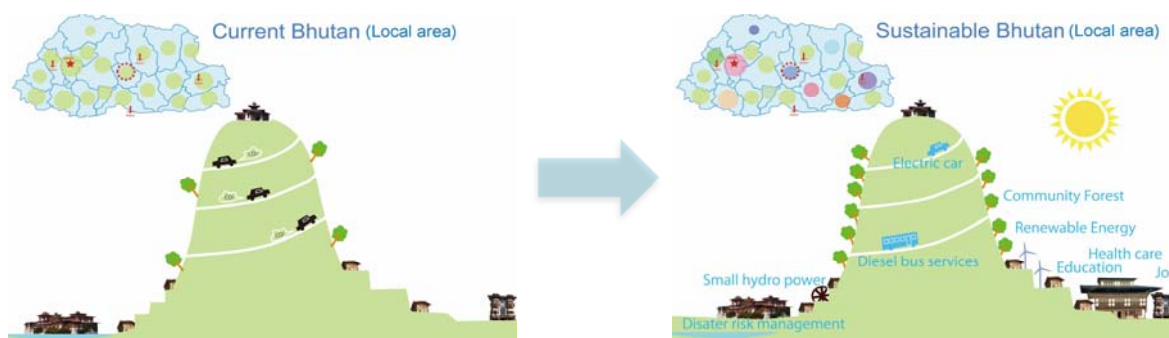 Current Bhutan (Local area)
Sustainable Bhutan (Local area)
Electric car
Community Forest
Renewable Energy
Diesel bus services
Health care
Education
Jo
Small hydro power
Disater risk management